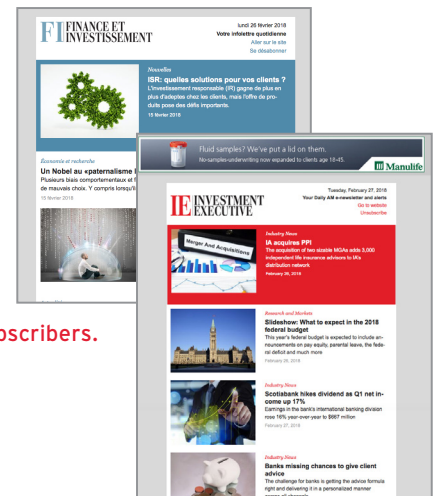 FI FINANCE ET
INVESTISSEMENT
lundi 26 février 2018
Votre infolettre quotidienne
Aller sur le site
Se désabonner
Nouvelles
ISR: quelles solutions pour vos clients ?
L'investissement responsable (IR) gagne de plus en
plus d'adeptes chez les clients, mais l'offre de pro-
duits pose des défis importants.
15 février 2018
Économie et recherche
Un Nobel au «paternalisme
Plusieurs biais comportementaux et
de mauvais choix. Y compris lorsqu'il
15 février 2018
bscribers.
Fluid samples? We've put a lid on them.
No-samples-underwriting now expanded to clients age 18-45.
Manulife
IE INVESTMENT
EXECUTIVE
Tuesday, February 27, 2018
Your Daily AM e-newsletter and alerts
Go to website
Unsubscribe
Merger And Acquisitions
Industry News
IA acquires PPI
The acquisition of two sizable MGAs adds 3,000
independent life insurance advisors to IA's
distribution network
February 26, 2018
Research and Markets
Slideshow: What to expect in the 2018
federal budget
This year's federal budget is expected to include an-
nouncements on pay equity, parental leave, the fede-
ral deficit and much more
February 26, 2018
Industry News
Scotiabank hikes dividend as Q1 net in-
come up 17%
Earnings in the bank's international banking division
rose 16% year-over-year to $667 million
February 27, 2018
Industry News
Banks missing chances to give client
advice
The challenge for banks is getting the advice formula
right and delivering it in a personalized manner
across all channels